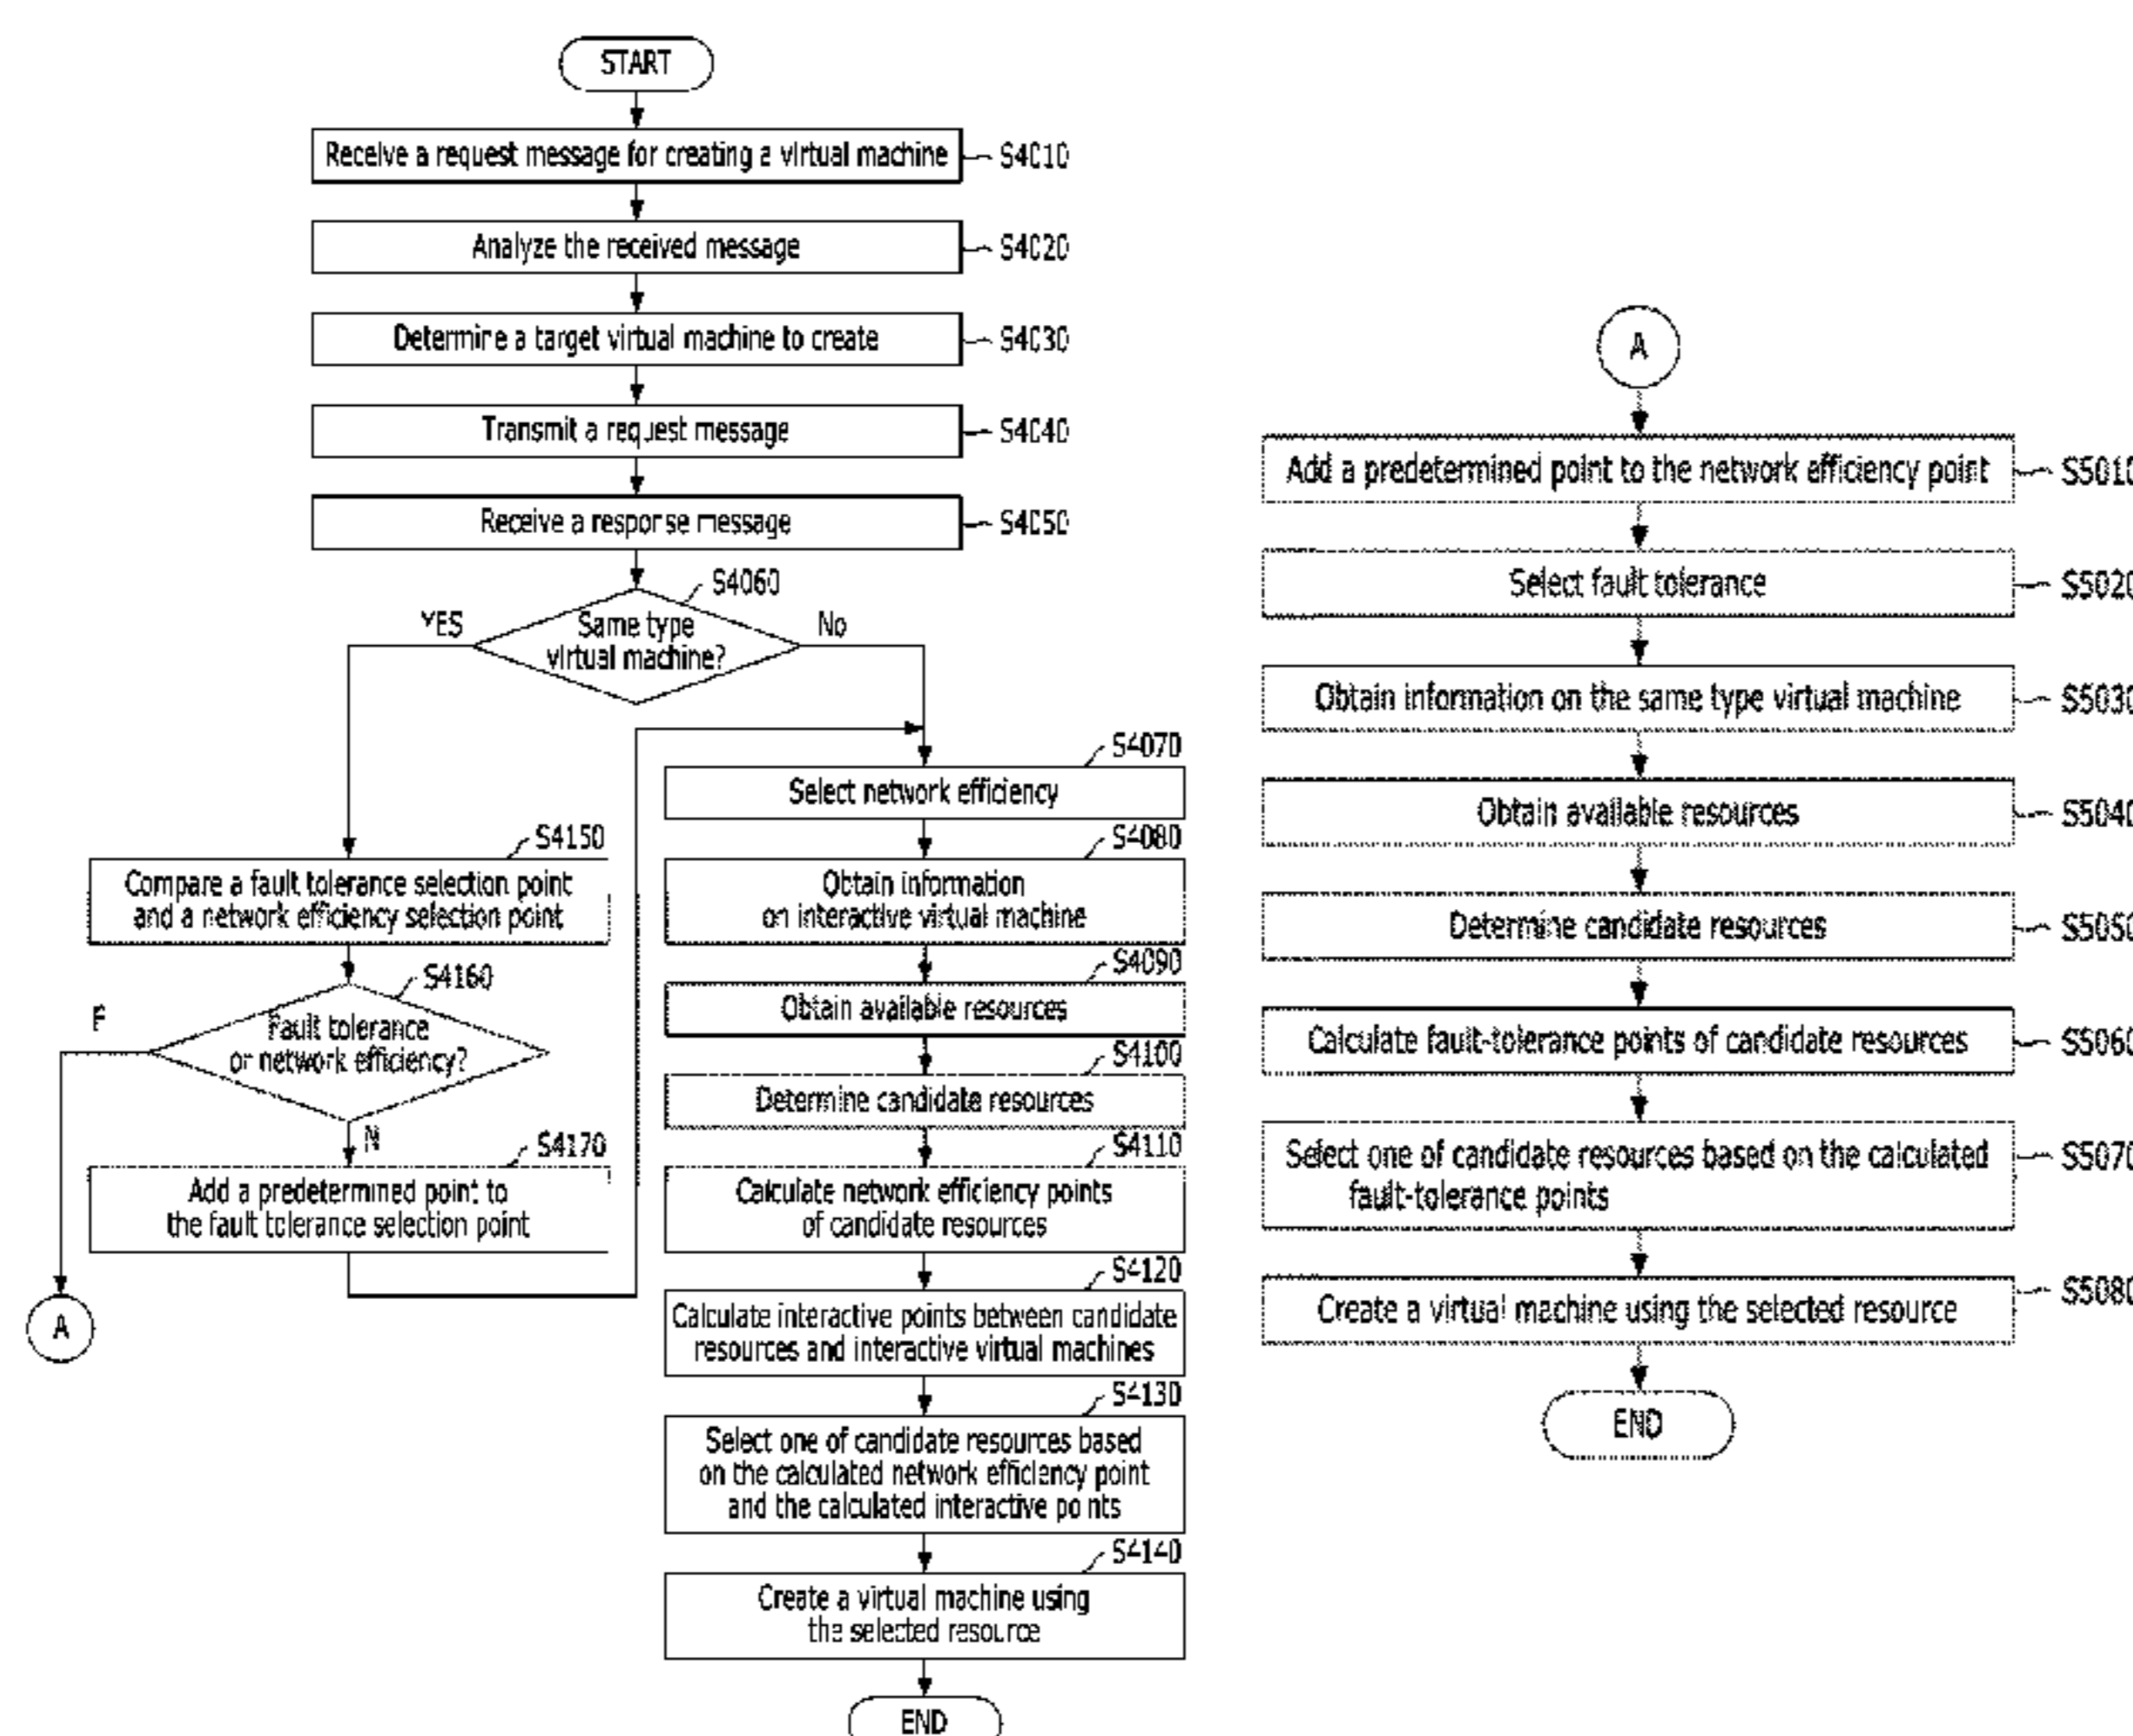 START
Receive a request message for creating a virtual machine
S4010
Analyze the received message
S4020
Determine a target virtual machine to create
S4030
Transmit a request message
S4040
Receive a response message
S4050
S4060
Same type
virtual machine?
YES
No
S4070
Select network efficiency
S4080
Obtain information
on interactive virtual machine
S4090
Obtain available resources
S4100
Determine candidate resources
S4110
Calculate network efficiency points
of candidate resources
S4120
Calculate interactive points between candidate
resources and interactive virtual machines
S4130
Select one of candidate resources based
on the calculated network efficiency point
and the calculated interactive points
S4140
Create a virtual machine using
the selected resource
END
S4150
Compare a fault tolerance selection point
and a network efficiency selection point
S4160
Fault tolerance
or network efficiency?
F
N
S4170
Add a predetermined point to
the fault tolerance selection point
A
A
Add a predetermined point to the network efficiency point
S5010
Select fault tolerance
S5020
Obtain information on the same type virtual machine
S5030
Obtain available resources
S5040
Determine candidate resources
S5050
Calculate fault-tolerance points of candidate resources
S5060
Select one of candidate resources based on the calculated
fault-tolerance points
S5070
Create a virtual machine using the selected resource
S5080
END